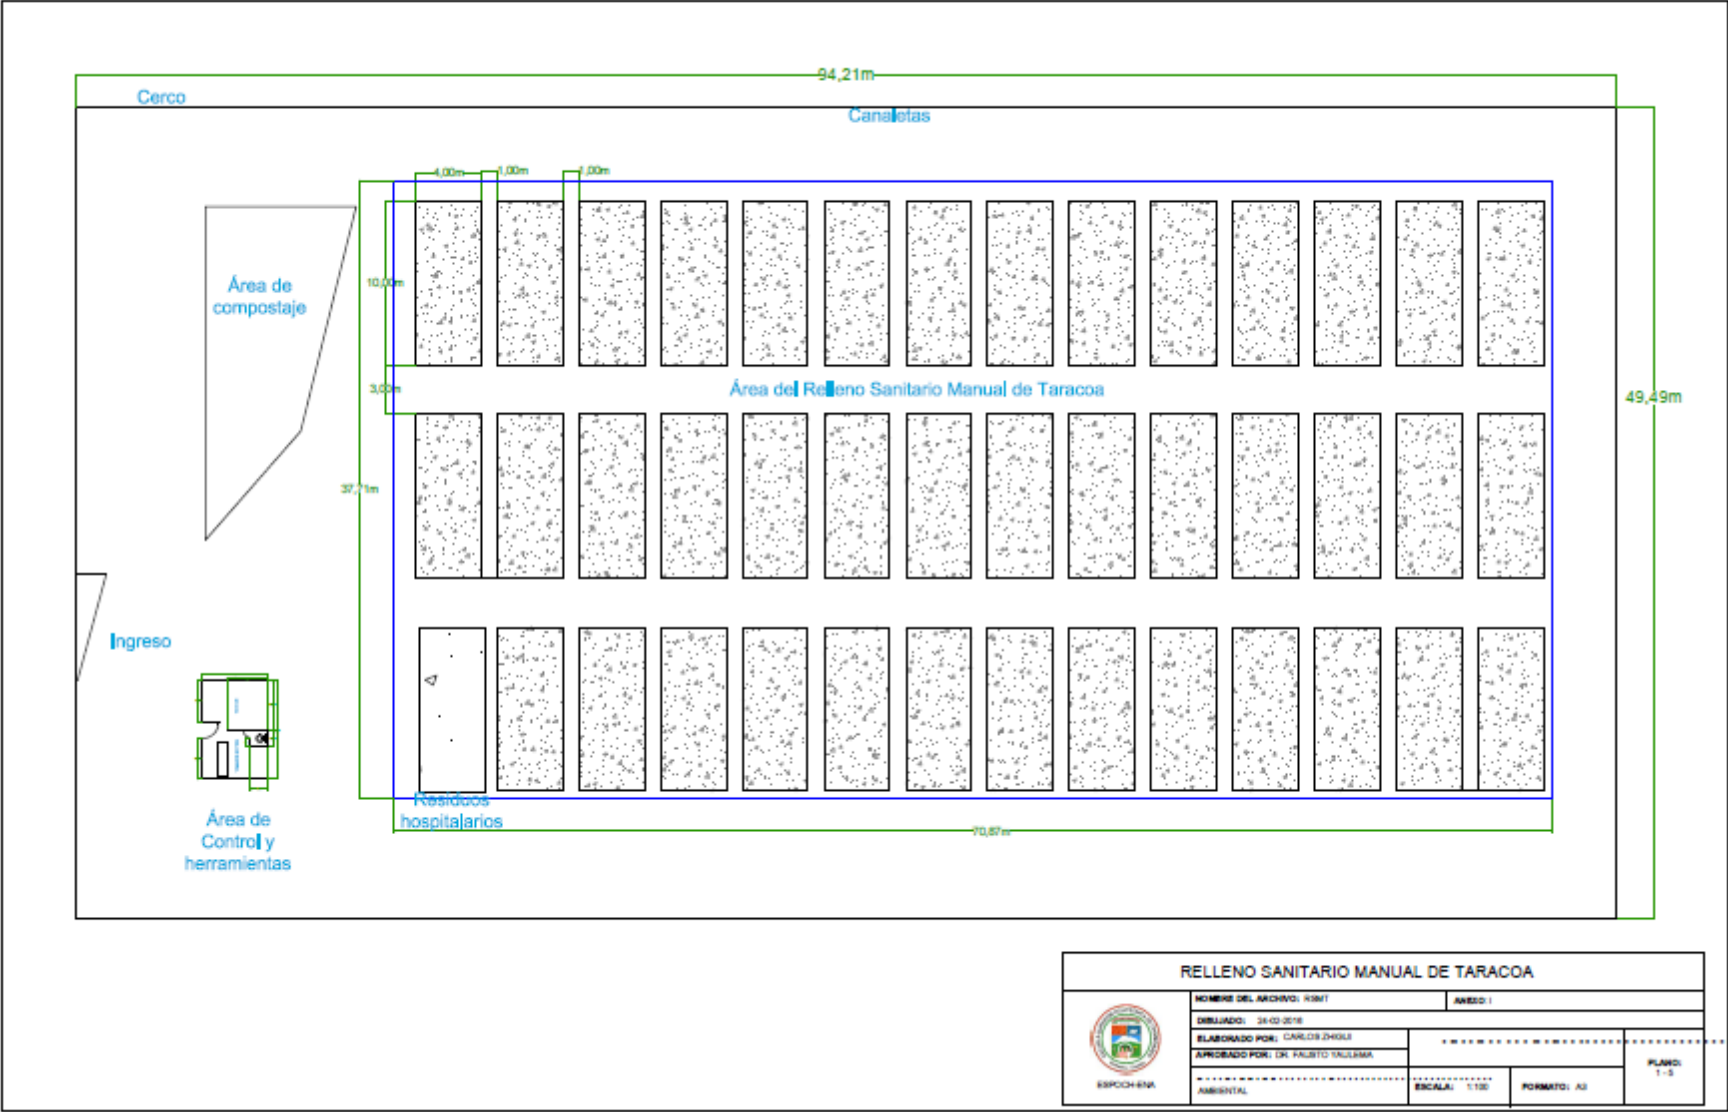 94,21m
Cerco
Canaletas
4,00m
1,00m
1,00m
Área de
compostaje
10,00m
3,00m
Área del Relleno Sanitario Manual de Taracoa
49,49m
37,71m
Ingreso
Residuos
hospitalarios
70,87m
Área de
Control y
herramientas
RELLENO SANITARIO MANUAL DE TARACOA
NOMBRE DEL ARCHIVO: RSMT
ANEXO: I
DIBUJADO: 24-02-2016
ELABORADO POR: CARLOS ZHIGUI
APROBADO POR: DR. FAUSTO YAULEMA
PLANO:
1 - 5
ESPOCH-ENA
AMBIENTAL
ESCALA: 1:100
FORMATO: A3